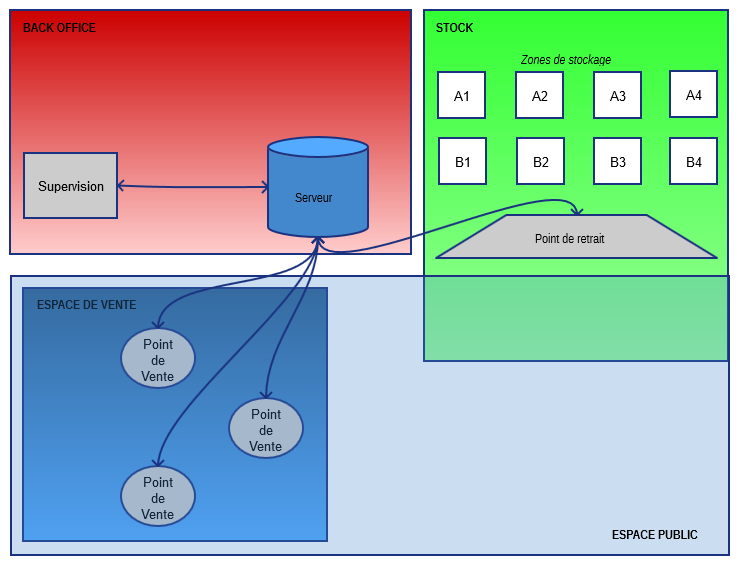 BACK OFFICE
STOCK
Zones de stockage
A1
A2
A3
A4
B1
B2
B3
B4
Supervision
Serveur
Point de retrait
ESPACE DE VENTE
Point
de
Vente
Point
de
Vente
Point
de
Vente
ESPACE PUBLIC